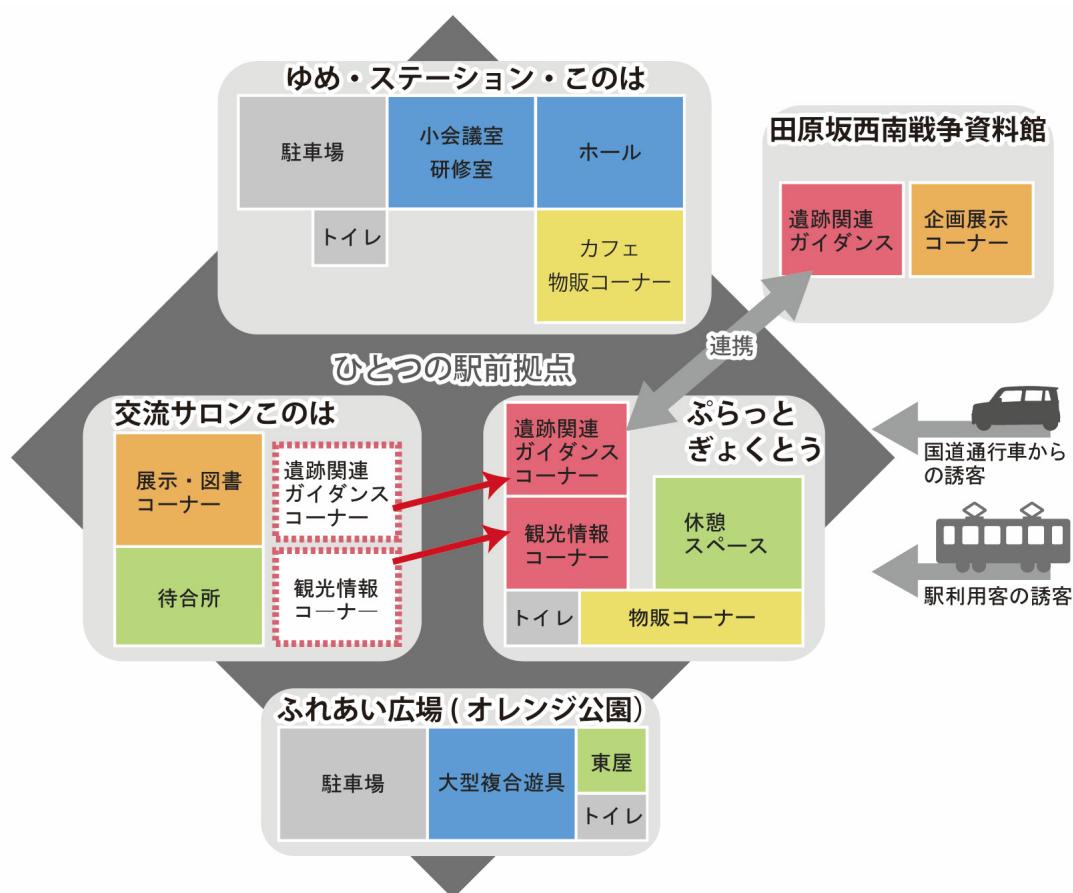 ゆめ・ステーション・このは
駐車場
小会議室
研修室
ホール
トイレ
カフェ
物販コーナー
田原坂西南戦争資料館
遺跡関連
ガイダンス
企画展示
コーナー
連携
ひとつの駅前拠点
交流サロンこのは
展示・図書
コーナー
遺跡関連
ガイダンス
コーナー
待合所
観光情報
コーナー
ぷらっと
ぎょくとう
遺跡関連
ガイダンス
コーナー
観光情報
コーナー
休憩
スペース
トイレ
物販コーナー
国道通行車から
の誘客
駅利用客の誘客
ふれあい広場(オレンジ公園)
駐車場
大型複合遊具
東屋
トイレ